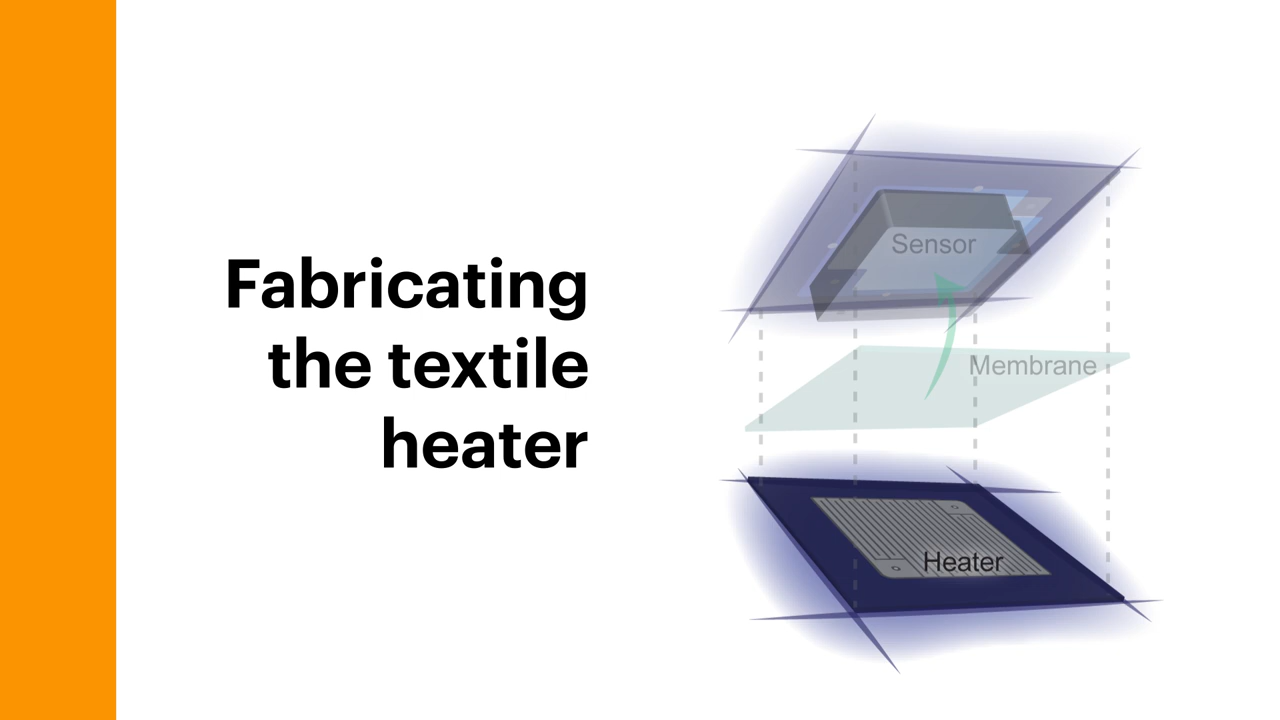 Fabricating
the textile
heater
Sensor
Membrane
Heater